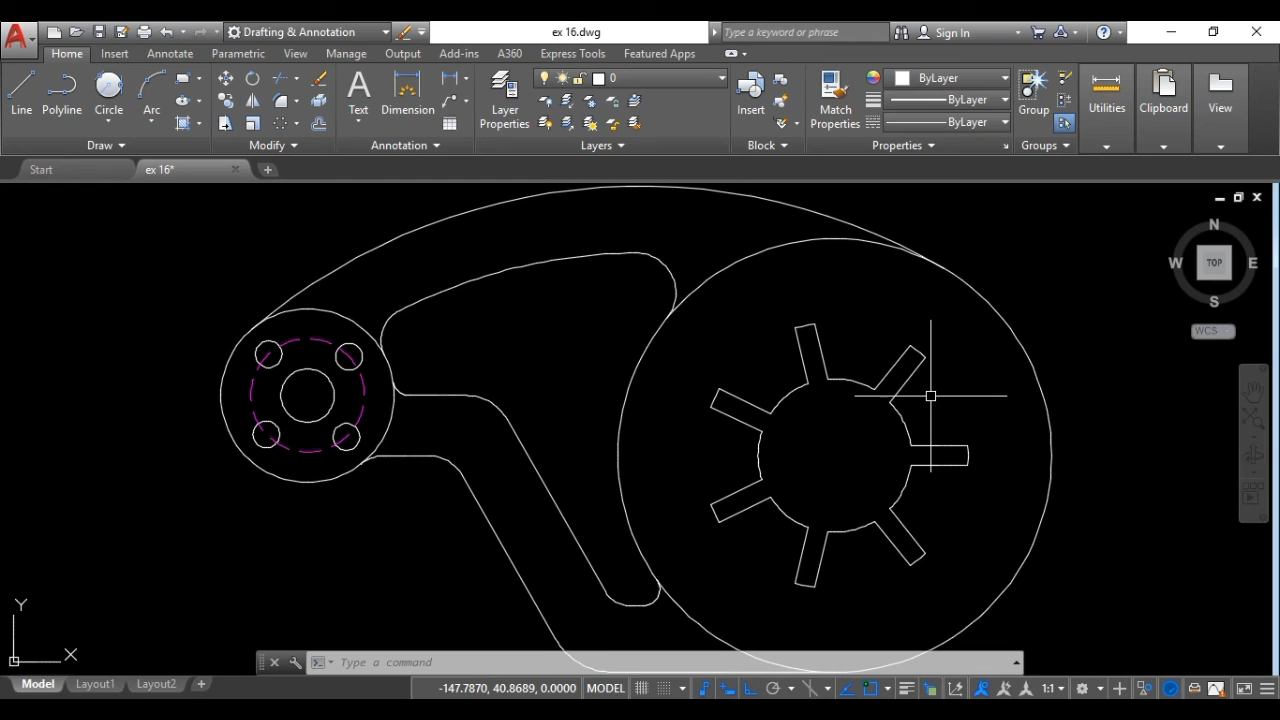 Drafting & Annotation
ex 16.dwg
Type a keyword or phrase
Sign In
Home Insert Annotate Parametric View Manage Output Add-ins A360 Express Tools Featured Apps
Line
Polyline
Circle
Arc
Text
Dimension
Layer
Properties
0
Insert
Match
Properties
ByLayer
ByLayer
ByLayer
Group
Utilities
Clipboard
View
Draw
Modify
Annotation
Layers
Block
Properties
Groups
Start
ex 16*
N
W
TOP
E
S
WCS
Y
X
Type a command
Model
Layout1
Layout2
-147.7870, 40.8689, 0.0000
MODEL
1:1